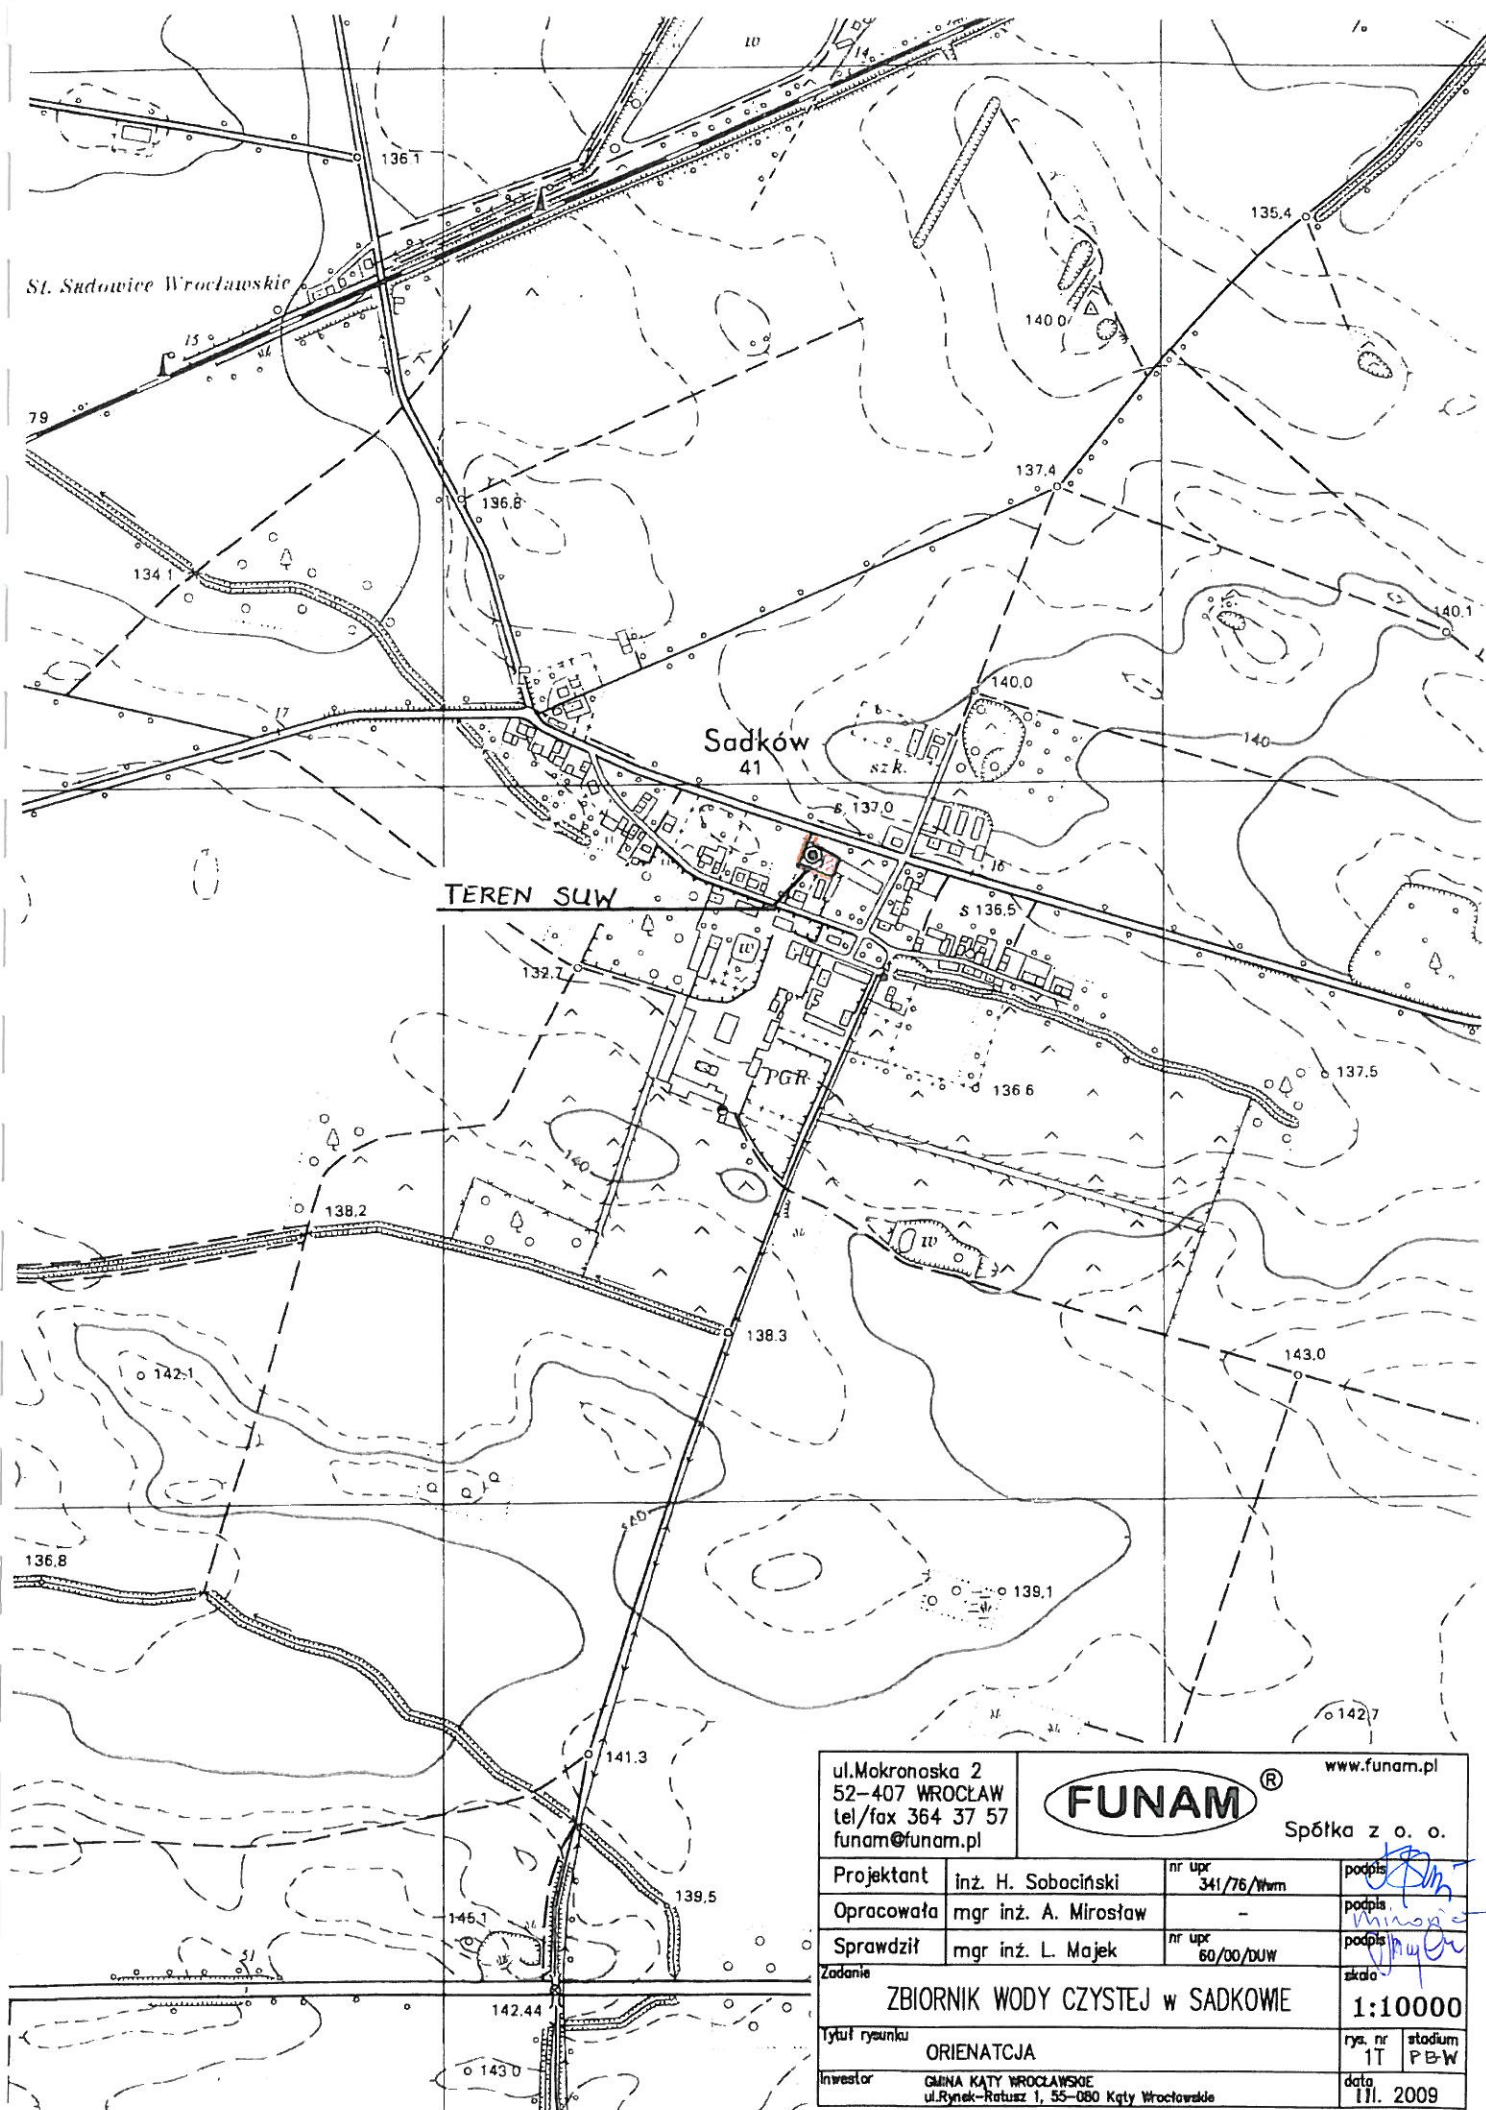 10
14
136.1
135.4
St. Sadowice Wrocławskie
140 0
15
79
137.4
136.8
134.1
140.1
140.0
17
Sadków
41
szk.
140
s 137.0
16
TEREN SUW
s 136.5
w
132.7
137.5
PGR
136 6
140
138.2
w
138.3
143.0
142.1
136.8
139.1
142.7
141.3
139.5
145.1
51
142.44
143 0
ul.Mokronoska 2
52-407 WROCŁAW
tel/fax 364 37 57
funam@funam.pl
FUNAM ®
www.funam.pl
Spółka z o. o.
Projektant inż. H. Sobociński nr upr 341/76/Wwm podpis
Opracowała mgr inż. A. Mirosław - podpis
Sprawdził mgr inż. L. Majek nr upr 60/00/DUW podpis
Zadanie
ZBIORNIK WODY CZYSTEJ w SADKOWIE
skala
1:10000
Tytuł rysunku
ORIENATCJA
rys. nr
1T
stadium
PB-W
Inwestor
GMINA KĄTY WROCŁAWSKIE
ul.Rynek-Ratusz 1, 55-080 Kąty Wrocławskie
data
III. 2009